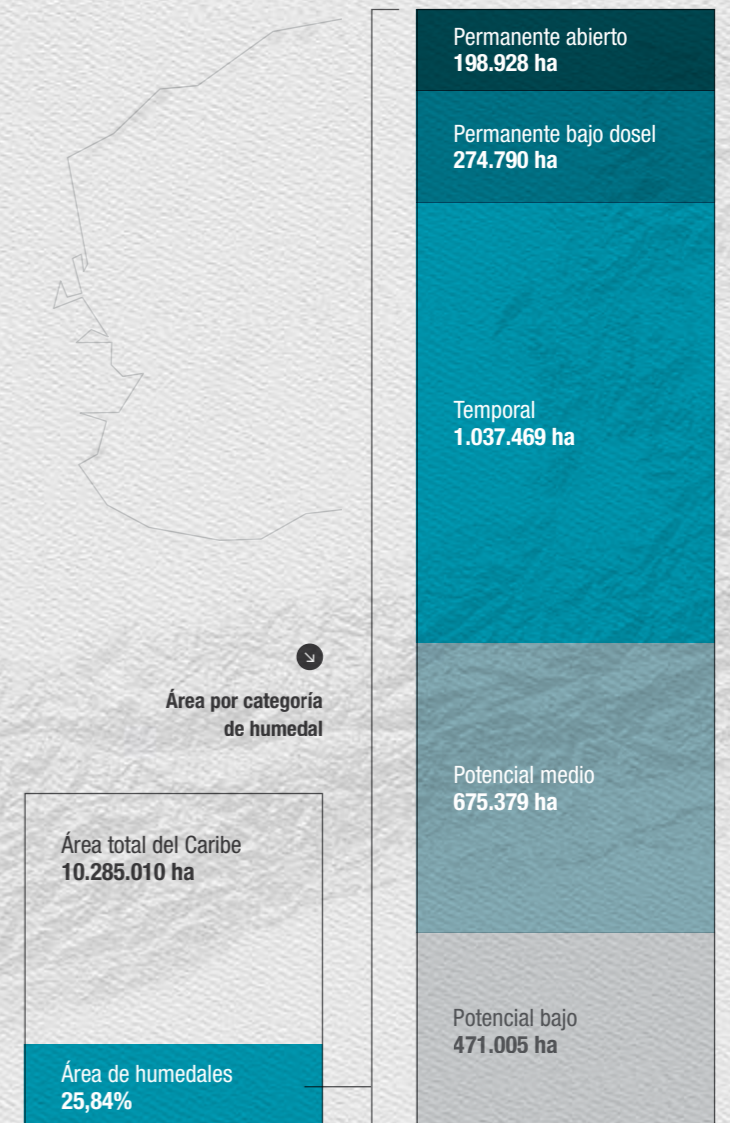 Permanente abierto
198.928 ha
Permanente bajo dosel
274.790 ha
Temporal
1.037.469 ha
Potencial medio
675.379 ha
Potencial bajo
471.005 ha
Área por categoría
de humedal
Área total del Caribe
10.285.010 ha
Área de humedales
25,84%